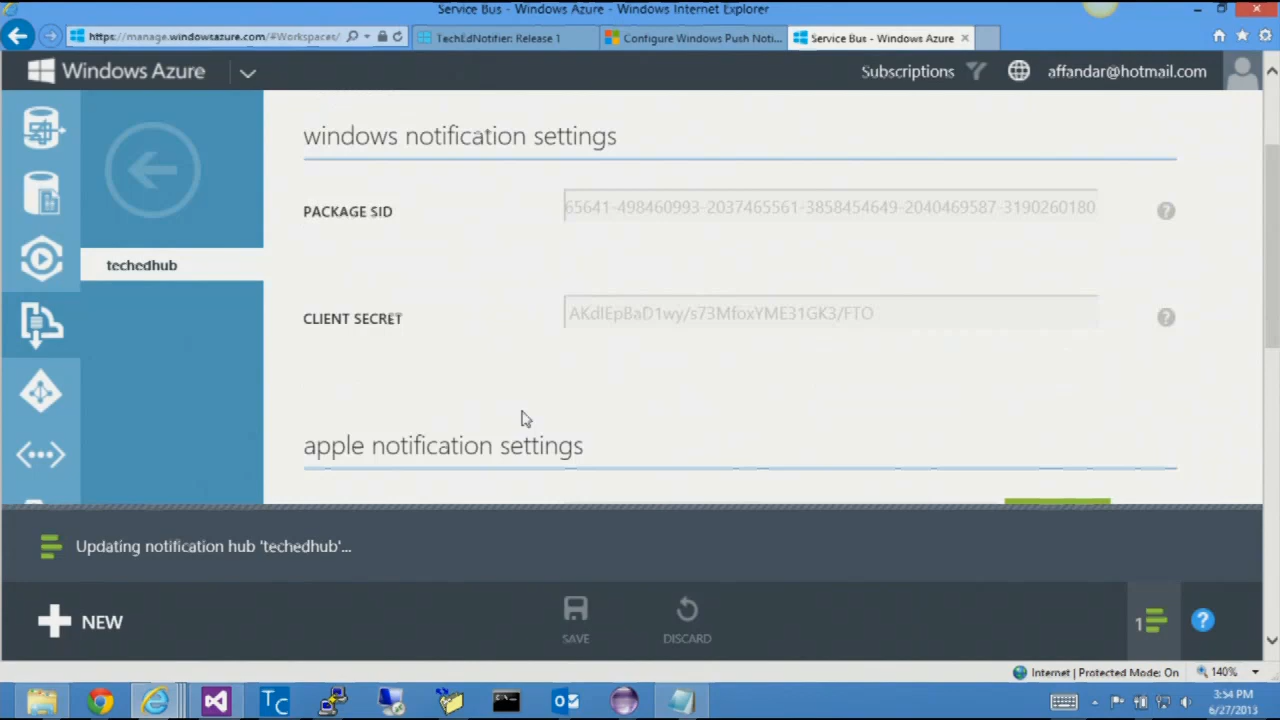 Service Bus - Windows Azure - Windows Internet Explorer
https://manage.windowsazure.com/#Workspaces/
TechEdNotifier: Release 1
Configure Windows Push Noti...
Service Bus - Windows Azure
Windows Azure
Subscriptions
affandar@hotmail.com
windows notification settings
PACKAGE SID
65641-498460993-2037465561-3858454649-2040469587-3190260180
techedhub
CLIENT SECRET
AKdIEpBaD1wy/s73MfoxYME31GK3/FTO
apple notification settings
Updating notification hub 'techedhub'...
NEW
SAVE
DISCARD
1
Internet | Protected Mode: On
140%
TC
3:54 PM
6/27/2013